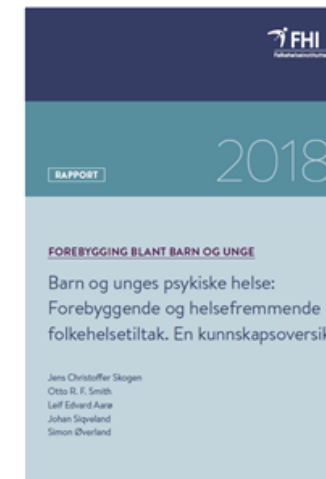 FHI
Folkehelseinstituttet
2018
RAPPORT
FOREBYGGING BLANT BARN OG UNGE
Barn og unges psykiske helse:
Forebyggende og helsefremmende
folkehelsetiltak. En kunnskapsoversik
Jens Christoffer Skogen
Otto R. F. Smith
Leif Edvard Aarø
Johan Siqveland
Simon Øverland